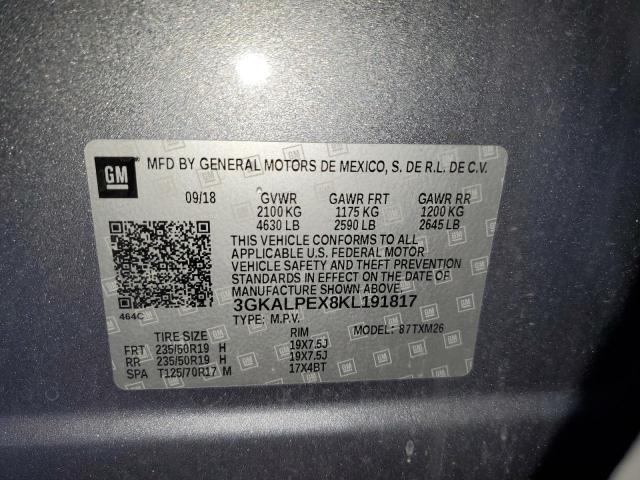 GM MFD BY GENERAL MOTORS DE MEXICO, S. DE R.L. DE C.V.
09/18 GVWR GAWR FRT GAWR RR
2100 KG 1175 KG 1200 KG
4630 LB 2590 LB 2645 LB
THIS VEHICLE CONFORMS TO ALL
APPLICABLE U.S. FEDERAL MOTOR
VEHICLE SAFETY AND THEFT PREVENTION
STANDARDS IN EFFECT ON THE DATE OF
MANUFACTURE SHOWN ABOVE.
464C 3GKALPEX8KL191817
TYPE: M.P.V. MODEL: 87TXM26
TIRE SIZE RIM
FRT 235/50R19 H 19X7.5J
RR 235/50R19 H 19X7.5J
SPA T125/70R17 M 17X4BT